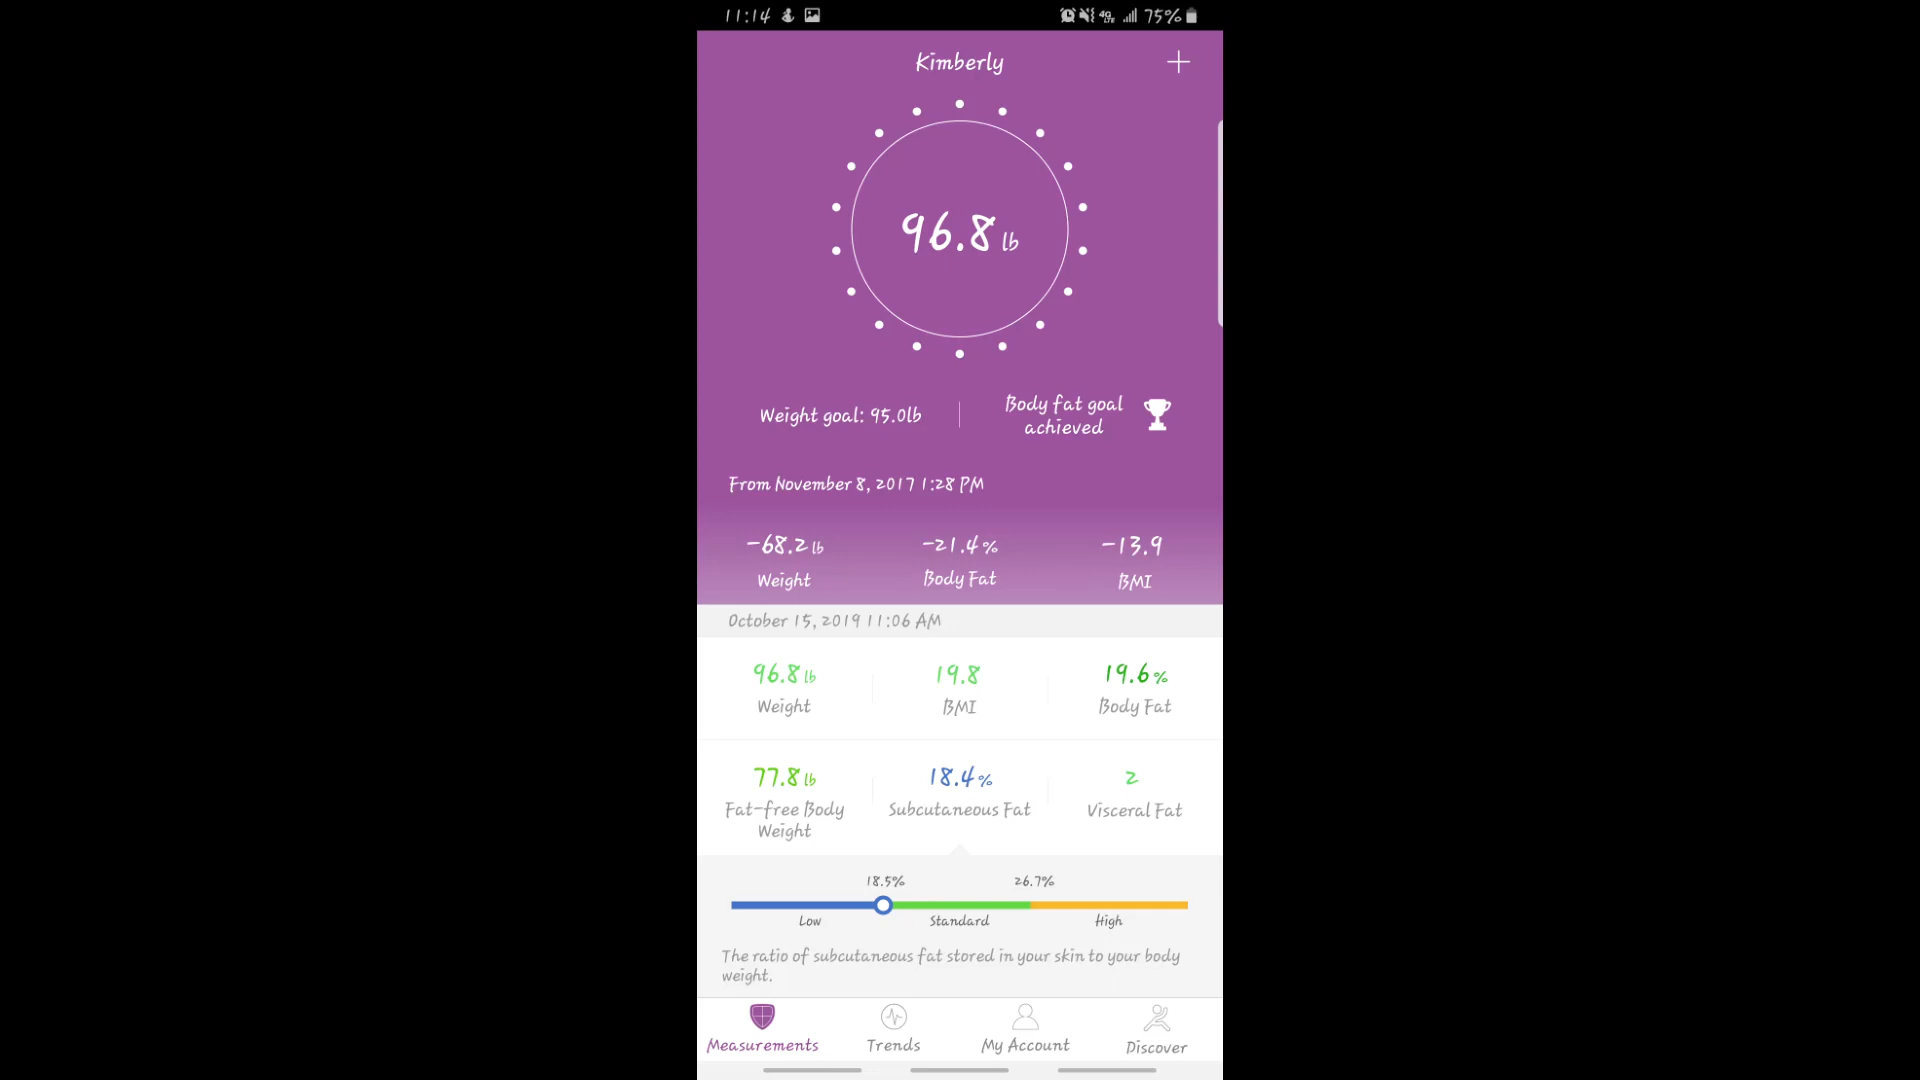 11:14 4G LTE 75%
Kimberly
96.8 lb
Weight goal: 95.0lb
Body fat goal
achieved
From November 8, 2017 1:28 PM
-68.2 lb -21.4% -13.9
Weight Body Fat BMI
October 15, 2019 11:06 AM
96.8 lb 19.8 19.6%
Weight BMI Body Fat
77.8 lb 18.4% 2
Fat-free Body Subcutaneous Fat Visceral Fat
Weight
18.5% 26.7%
Low Standard High
The ratio of subcutaneous fat stored in your skin to your body
weight.
Measurements Trends My Account Discover